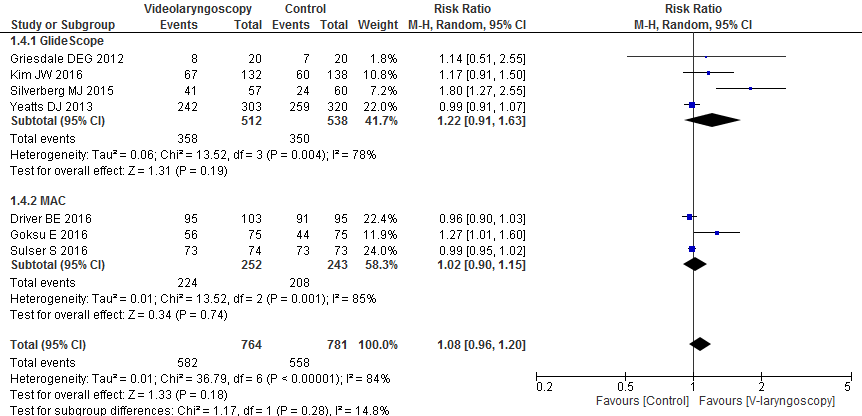 Videolaryngoscopy Control Risk Ratio Risk Ratio
Study or Subgroup Events Total Events Total Weight M-H, Random, 95% CI M-H, Random, 95% CI
1.4.1 GlideScope
Griesdale DEG 2012 8 20 7 20 1.8% 1.14 [0.51, 2.55]
Kim JW 2016 67 132 60 138 10.8% 1.17 [0.91, 1.50]
Silverberg MJ 2015 41 57 24 60 7.2% 1.80 [1.27, 2.55]
Yeatts DJ 2013 242 303 259 320 22.0% 0.99 [0.91, 1.07]
Subtotal (95% CI) 512 538 41.7% 1.22 [0.91, 1.63]
Total events 358 350
Heterogeneity: Tau² = 0.06; Chi² = 13.52, df = 3 (P = 0.004); I² = 78%
Test for overall effect: Z = 1.31 (P = 0.19)
1.4.2 MAC
Driver BE 2016 95 103 91 95 22.4% 0.96 [0.90, 1.03]
Goksu E 2016 56 75 44 75 11.9% 1.27 [1.01, 1.60]
Sulser S 2016 73 74 73 73 24.0% 0.99 [0.95, 1.02]
Subtotal (95% CI) 252 243 58.3% 1.02 [0.90, 1.15]
Total events 224 208
Heterogeneity: Tau² = 0.01; Chi² = 13.52, df = 2 (P = 0.001); I² = 85%
Test for overall effect: Z = 0.34 (P = 0.74)
Total (95% CI) 764 781 100.0% 1.08 [0.96, 1.20]
Total events 582 558
Heterogeneity: Tau² = 0.01; Chi² = 36.79, df = 6 (P < 0.00001); I² = 84%
Test for overall effect: Z = 1.33 (P = 0.18)
Test for subgroup differences: Chi² = 1.17, df = 1 (P = 0.28), I² = 14.8%
0.2 0.5 1 2 5
Favours [Control] Favours [V-laryngoscopy]